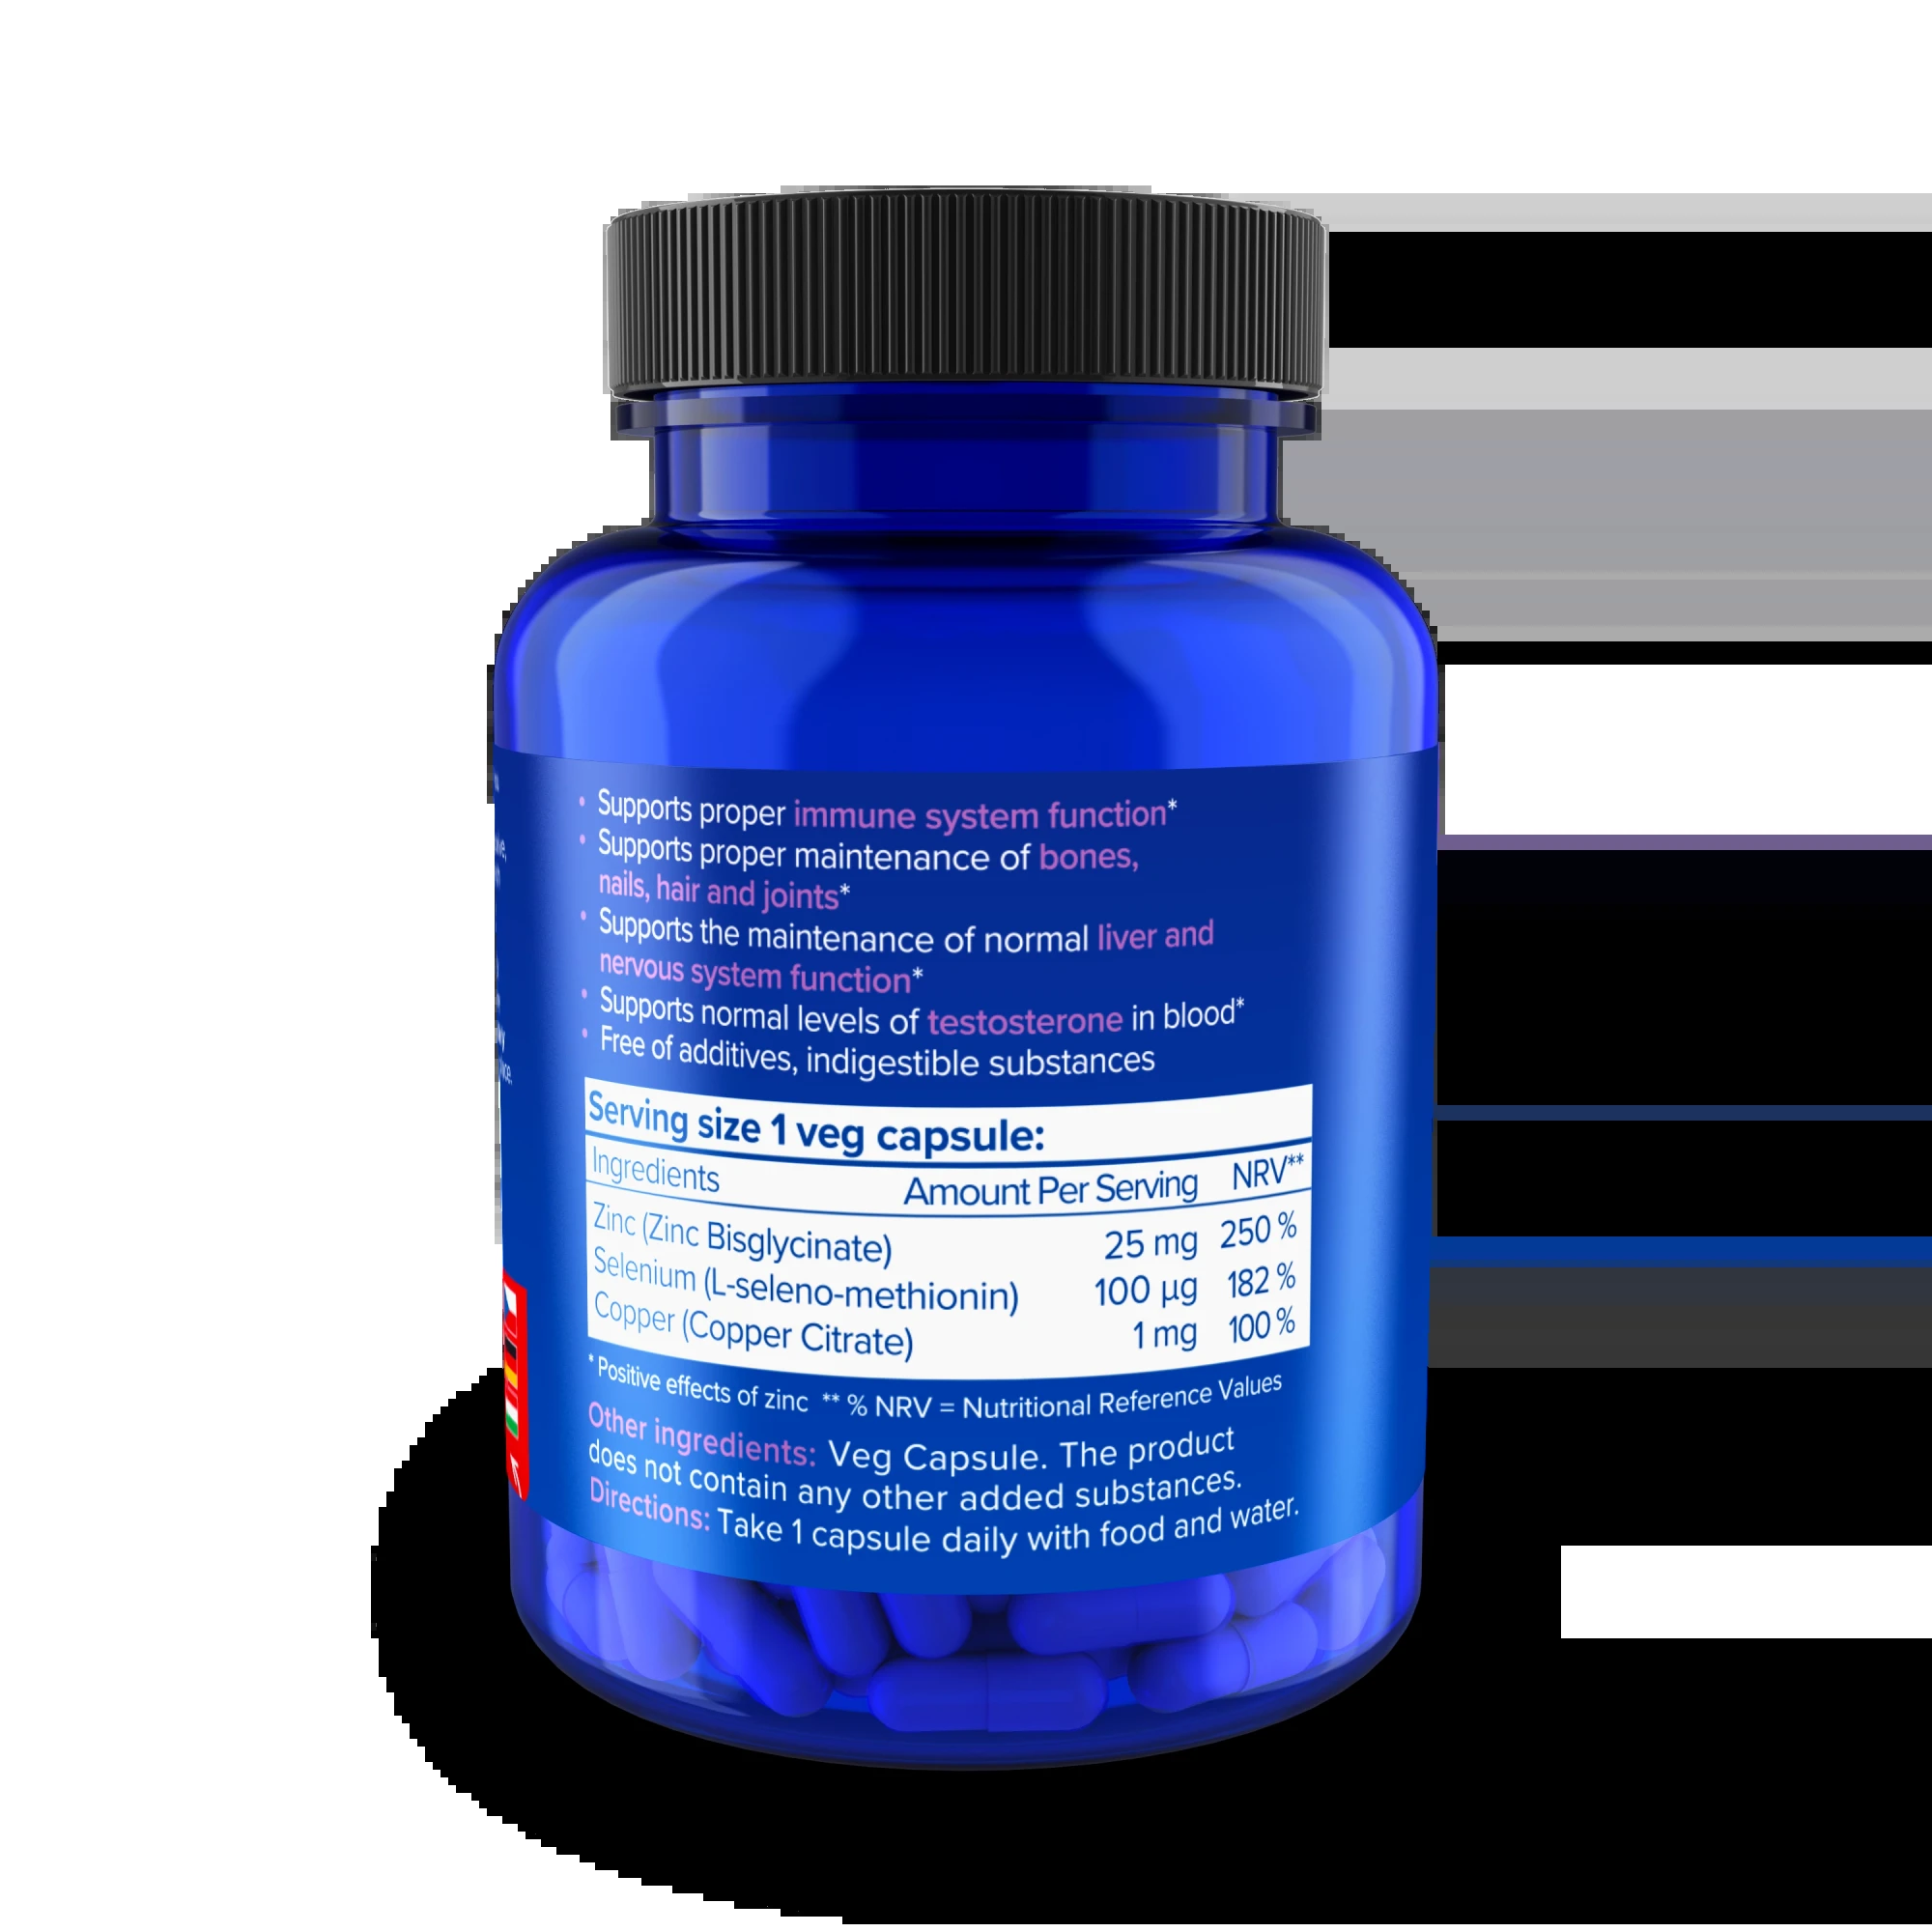 • Supports proper immune system function*
• Supports proper maintenance of bones,
nails, hair and joints*
• Supports the maintenance of normal liver and
nervous system function*
• Supports normal levels of testosterone in blood*
• Free of additives, indigestible substances
Serving size 1 veg capsule:
Ingredients Amount Per Serving NRV**
Zinc (Zinc Bisglycinate) 25 mg 250 %
Selenium (L-seleno-methionin) 100 µg 182 %
Copper (Copper Citrate) 1 mg 100 %
* Positive effects of zinc ** % NRV = Nutritional Reference Values
Other ingredients: Veg Capsule. The product
does not contain any other added substances.
Directions: Take 1 capsule daily with food and water.